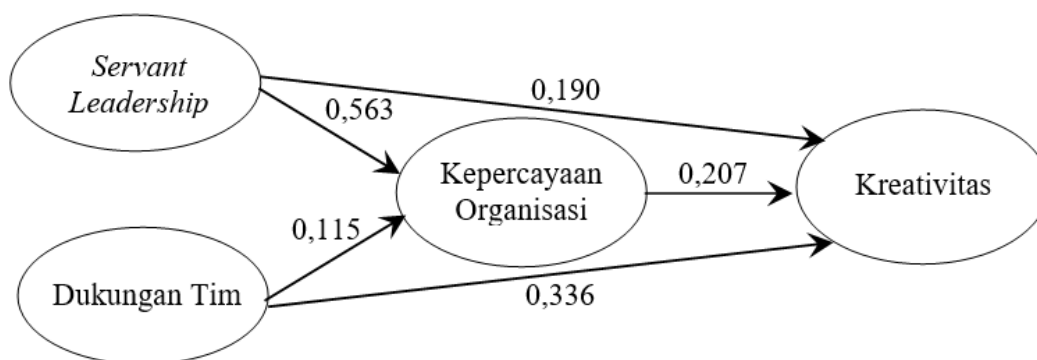 Servant
Leadership
0,190
0,563
Kepercayaan
Organisasi
0,207
Kreativitas
0,115
Dukungan Tim
0,336